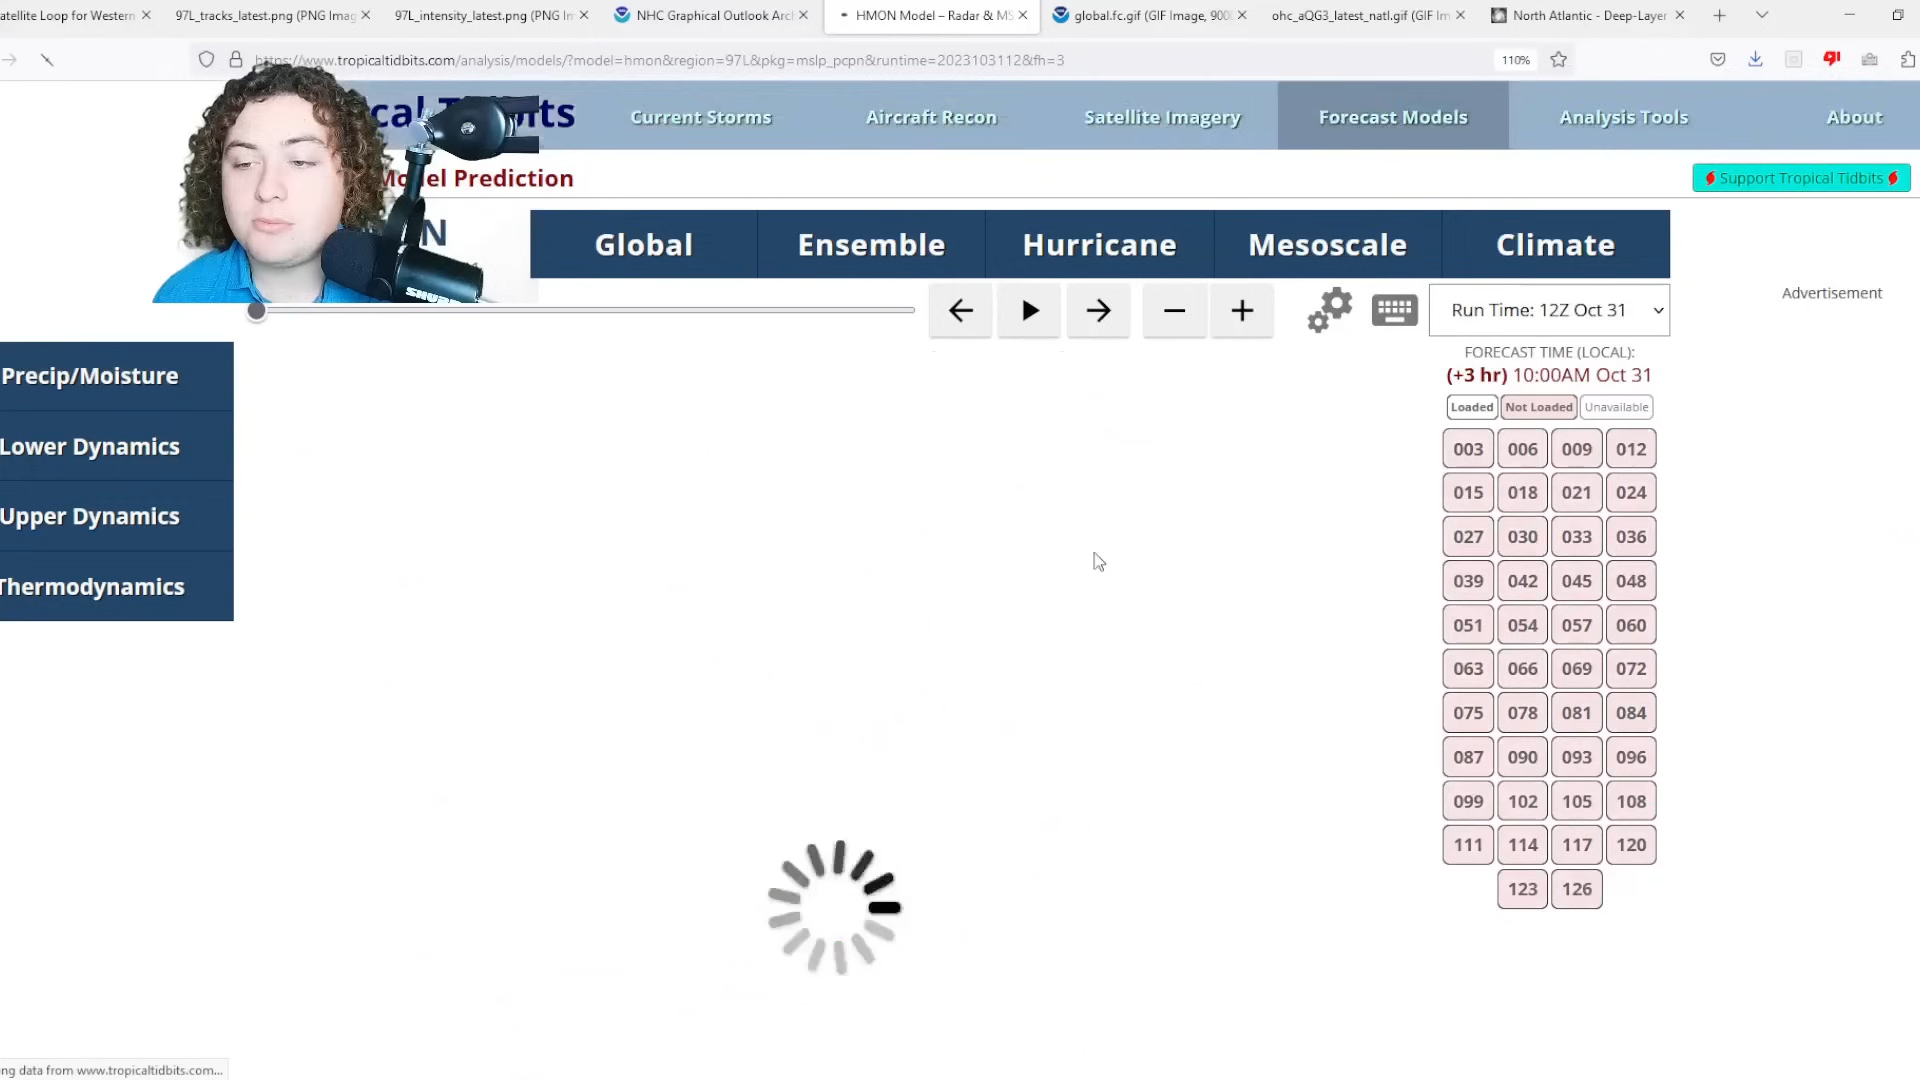 atellite Loop for Western
97L_tracks_latest.png (PNG Imag
97L_intensity_latest.png (PNG In
NHC Graphical Outlook Arc
HMON Model – Radar & MS
global.fc.gif (GIF Image, 900
ohc_aQG3_latest_natl.gif (GIF Im
North Atlantic - Deep-Layer
https://www.tropicaltidbits.com/analysis/models/?model=hmon&region=97L&pkg=mslp_pcpn&runtime=2023103112&fh=3
110%
cal Tidbits
Current Storms
Aircraft Recon
Satellite Imagery
Forecast Models
Analysis Tools
About
Model Prediction
Support Tropical Tidbits
N
Global
Ensemble
Hurricane
Mesoscale
Climate
SHURE
Run Time: 12Z Oct 31
Advertisement
FORECAST TIME (LOCAL):
(+3 hr) 10:00AM Oct 31
Loaded Not Loaded Unavailable
Precip/Moisture
Lower Dynamics
Upper Dynamics
Thermodynamics
003 006 009 012
015 018 021 024
027 030 033 036
039 042 045 048
051 054 057 060
063 066 069 072
075 078 081 084
087 090 093 096
099 102 105 108
111 114 117 120
123 126
ng data from www.tropicaltidbits.com...